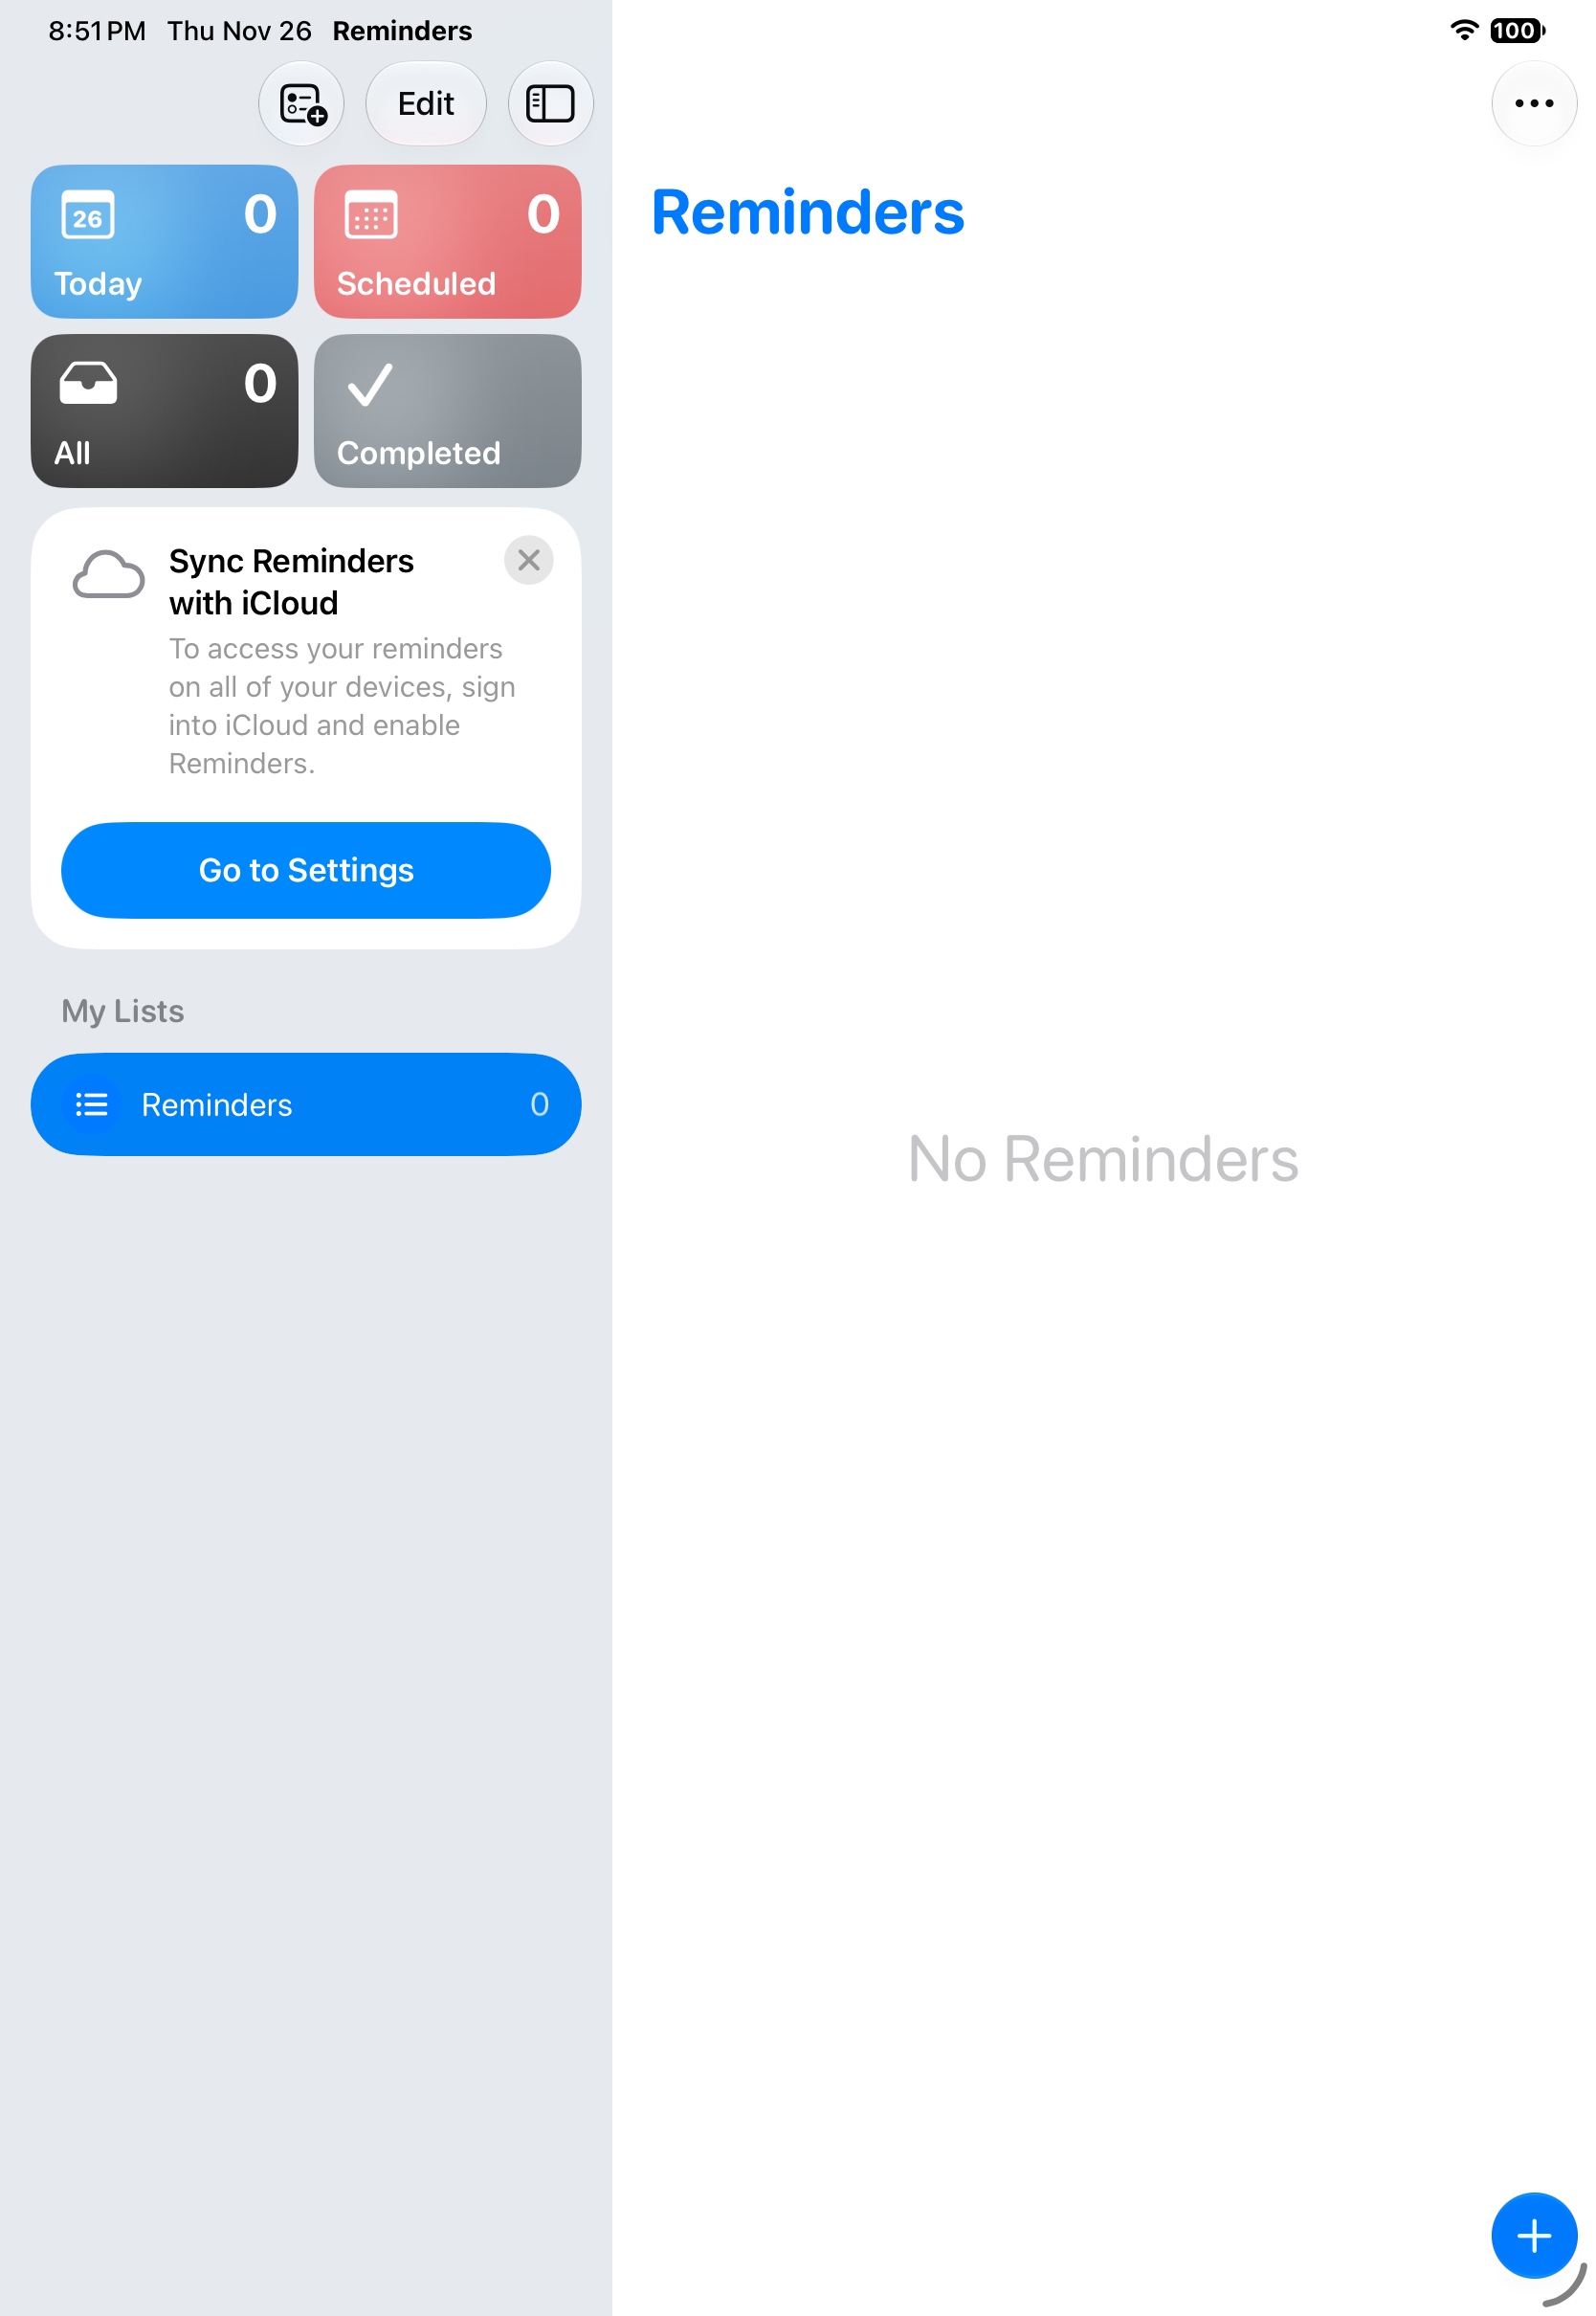 8:51 PM Thu Nov 26 Reminders
100
Edit
26
0
Today
0
Scheduled
0
All
Completed
Sync Reminders
with iCloud
To access your reminders
on all of your devices, sign
into iCloud and enable
Reminders.
Go to Settings
My Lists
Reminders 0
Reminders
No Reminders